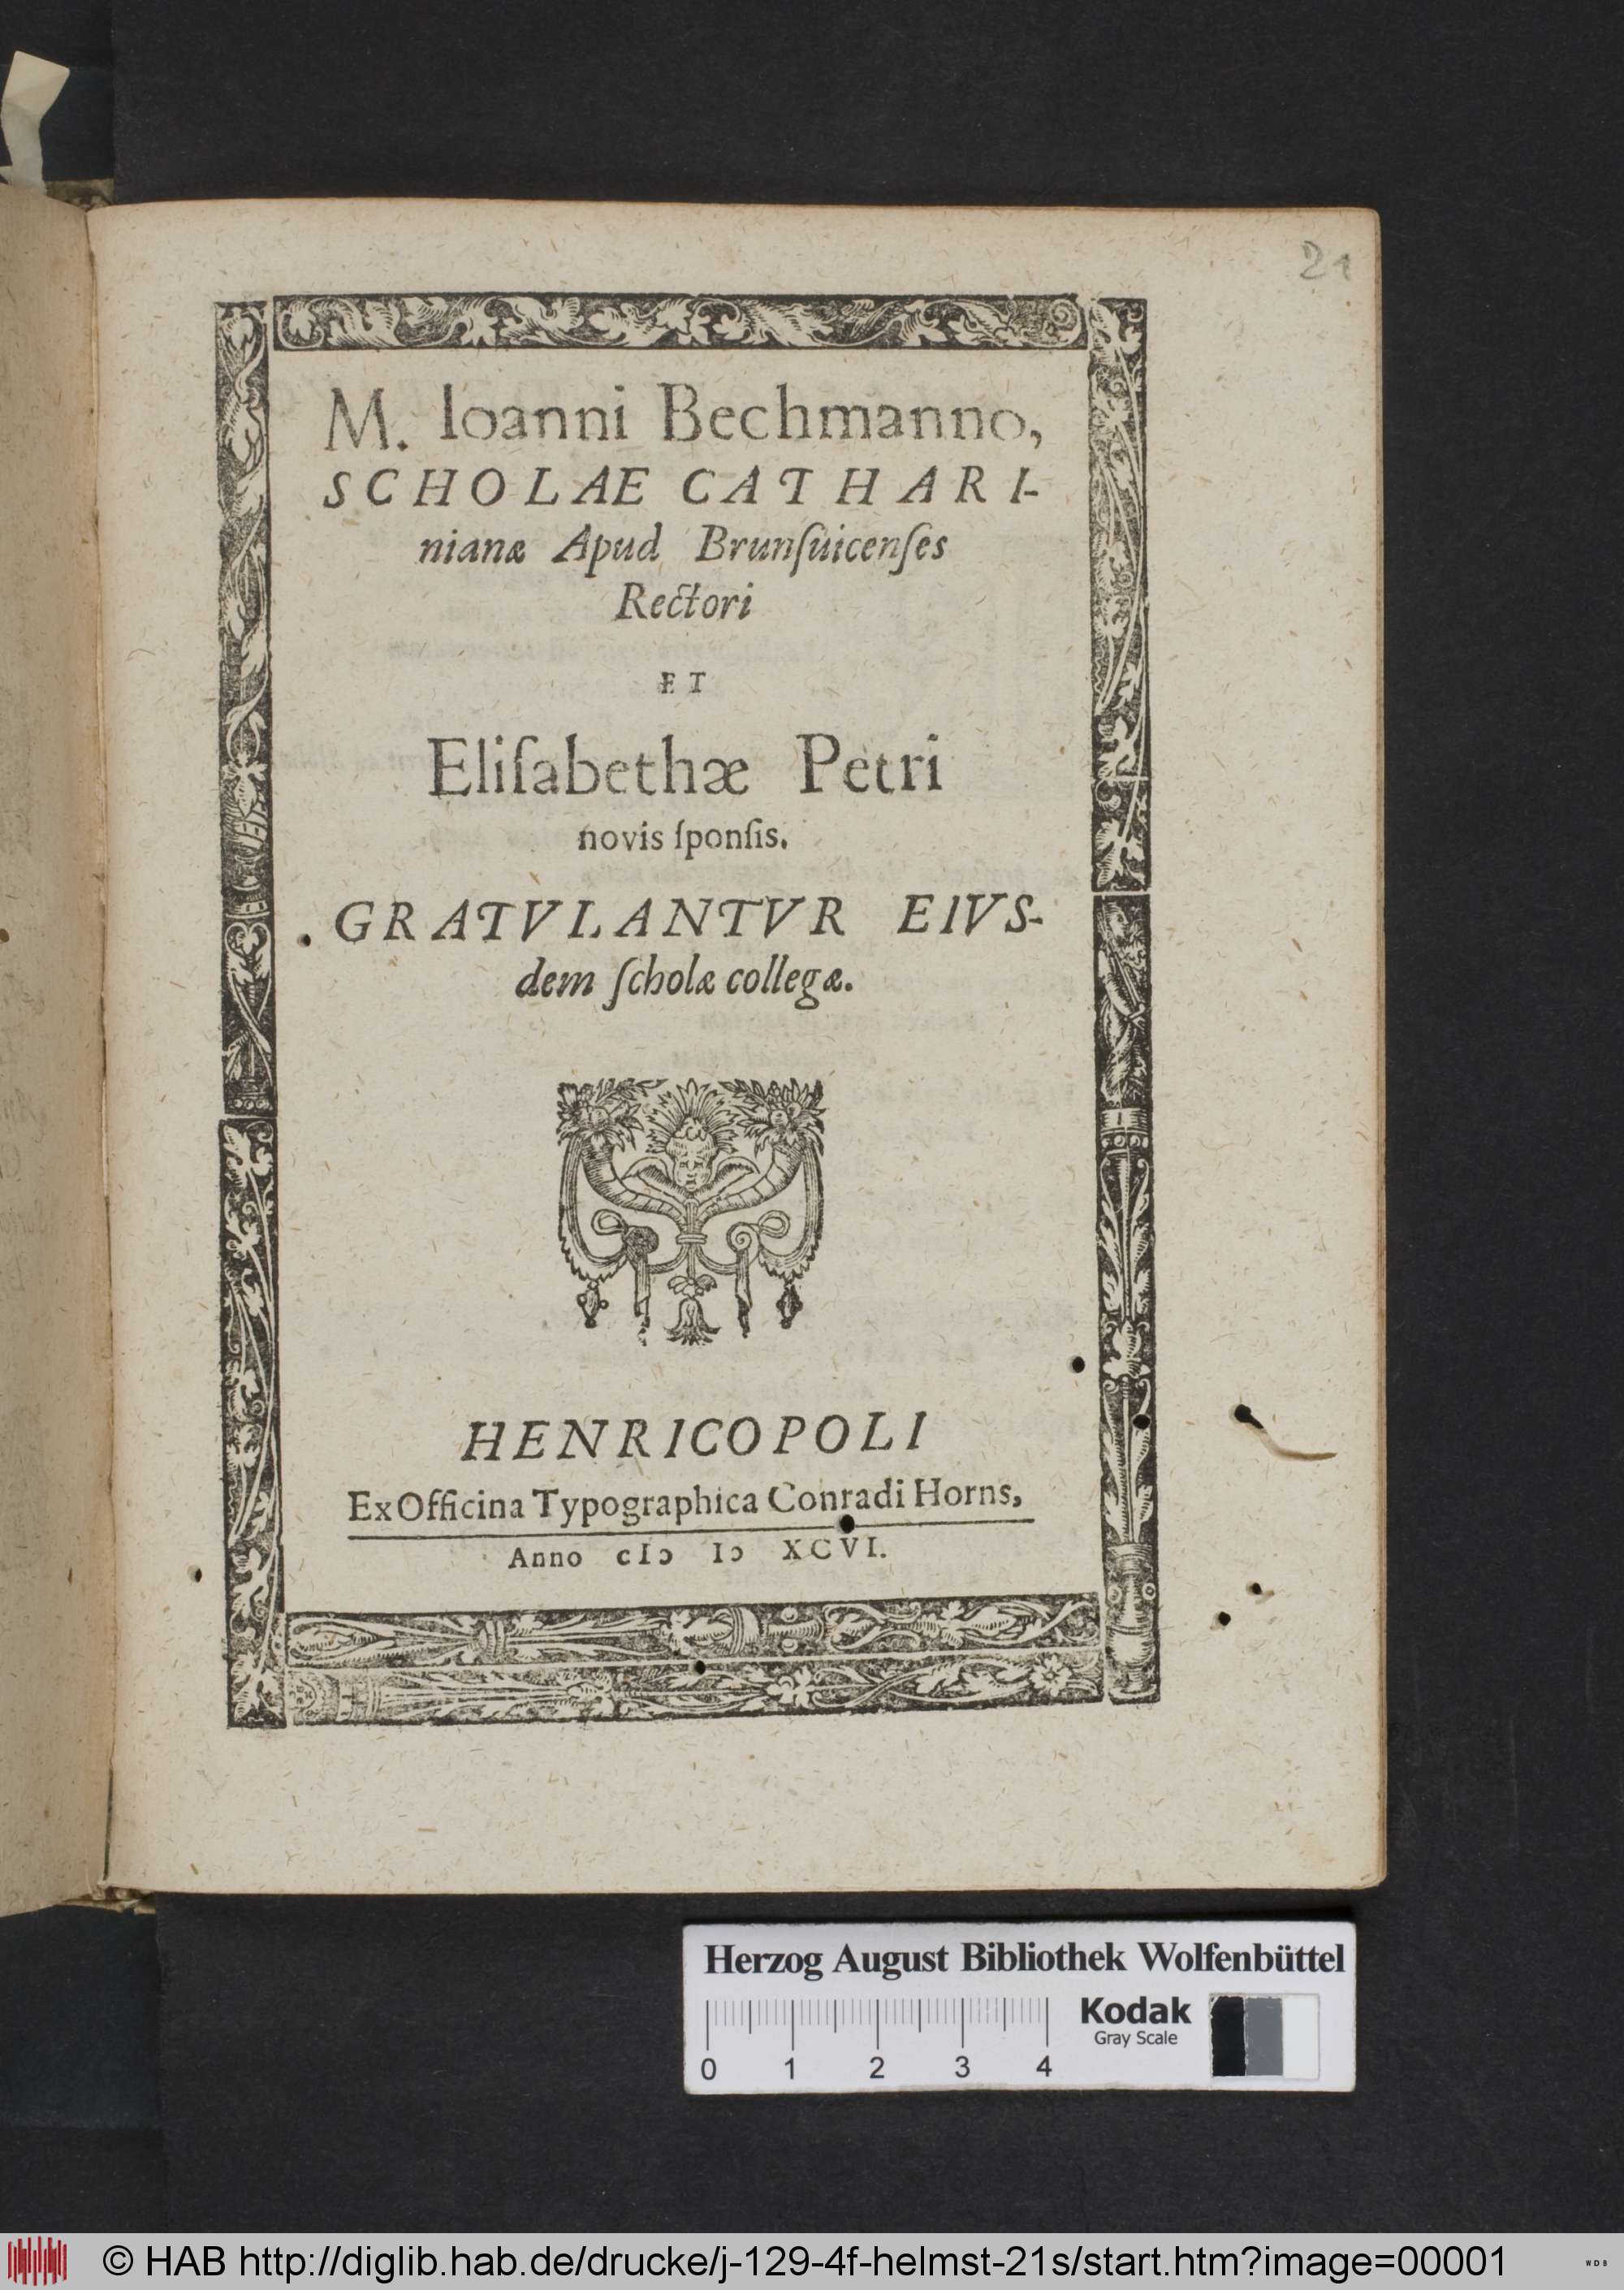 21
M. Ioanni Bechmanno,
SCHOLAE CATHARI-
nianæ Apud Brunſuicenſes
Rectori
ET
Eliſabethæ Petri
novis ſponſis.
GRATVLANTVR EIVS-
dem ſcholæ collegæ.
HENRICOPOLI
Ex Officina Typographica Conradi Horns,
Anno cIↄ Iↄ XCVI.
Herzog August Bibliothek Wolfenbüttel
Kodak
Gray Scale
0 1 2 3 4
© HAB http://diglib.hab.de/drucke/j-129-4f-helmst-21s/start.htm?image=00001
WDB